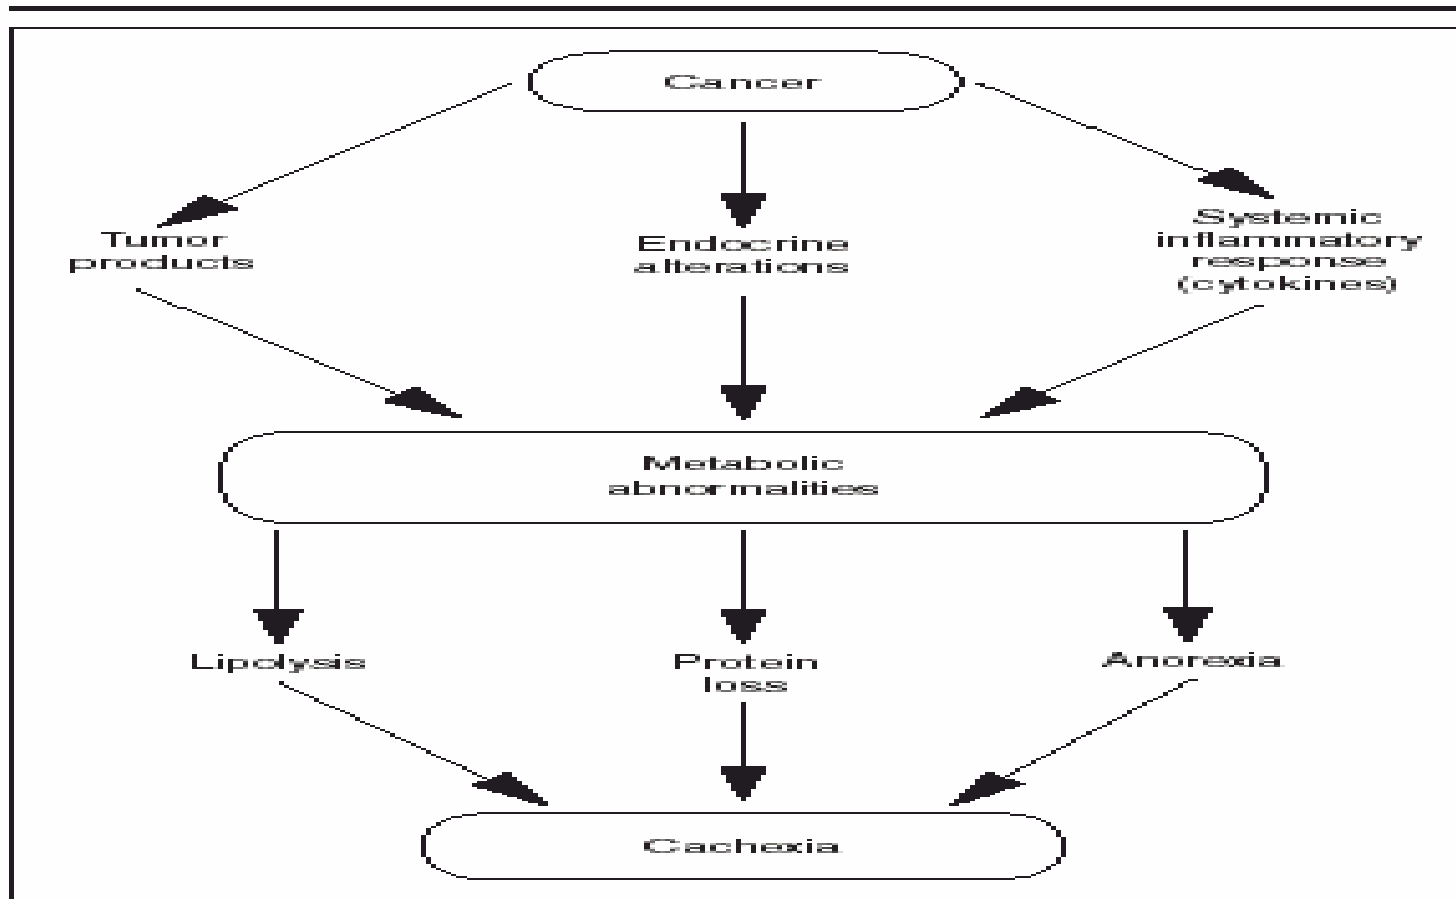 Cancer
Tumor
products
Endocrine
alterations
Systemic
inflammatory
response
(cytokines)
Metabolic
abnormalities
Lipolysis
Protein
loss
Anorexia
Cachexia